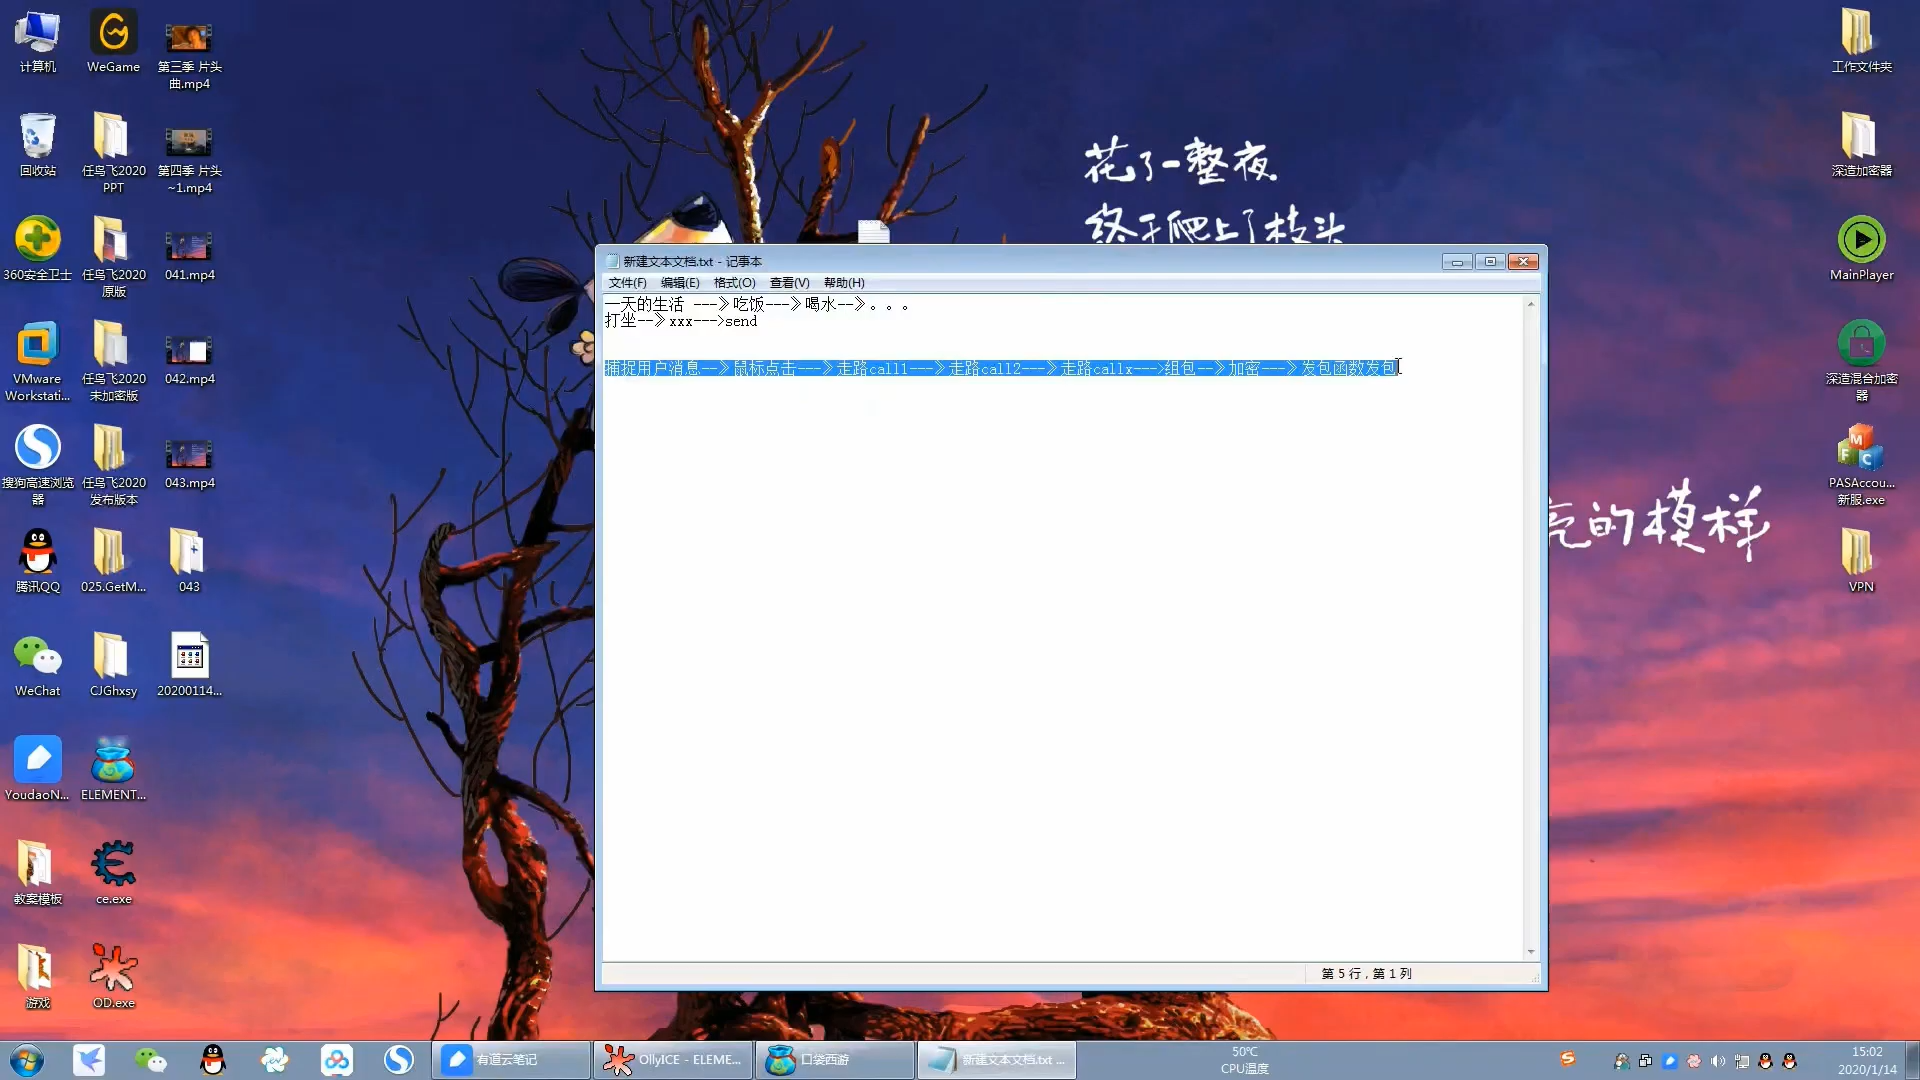 计算机
WeGame
第三季 片头
曲.mp4
回收站
任鸟飞2020
PPT
第四季 片头
~1.mp4
360安全卫士
任鸟飞2020
原版
041.mp4
VMware
Workstati...
任鸟飞2020
未加密版
042.mp4
搜狗高速浏览
器
任鸟飞2020
发布版本
043.mp4
腾讯QQ
025.GetM...
043
WeChat
CJGhxsy
20200114...
YoudaoN...
ELEMENT...
教案模板
ce.exe
游戏
OD.exe
花了一整夜
终于爬上了枝头
亮的模样
新建文本文档.txt - 记事本
文件(F) 编辑(E) 格式(O) 查看(V) 帮助(H)
一天的生活 ---》吃饭---》喝水--》。。。
打坐--》xxx--->send
捕捉用户消息--》鼠标点击---》走路call1---》走路call2---》走路callx--->组包--》加密---》发包函数发包
第 5 行，第 1 列
工作文件夹
深造加密器
MainPlayer
深造混合加密
器
PASAccou...
新服.exe
VPN
有道云笔记
OllyICE - ELEME...
口袋西游
新建文本文档.txt ...
50℃
CPU温度
15:02
2020/1/14